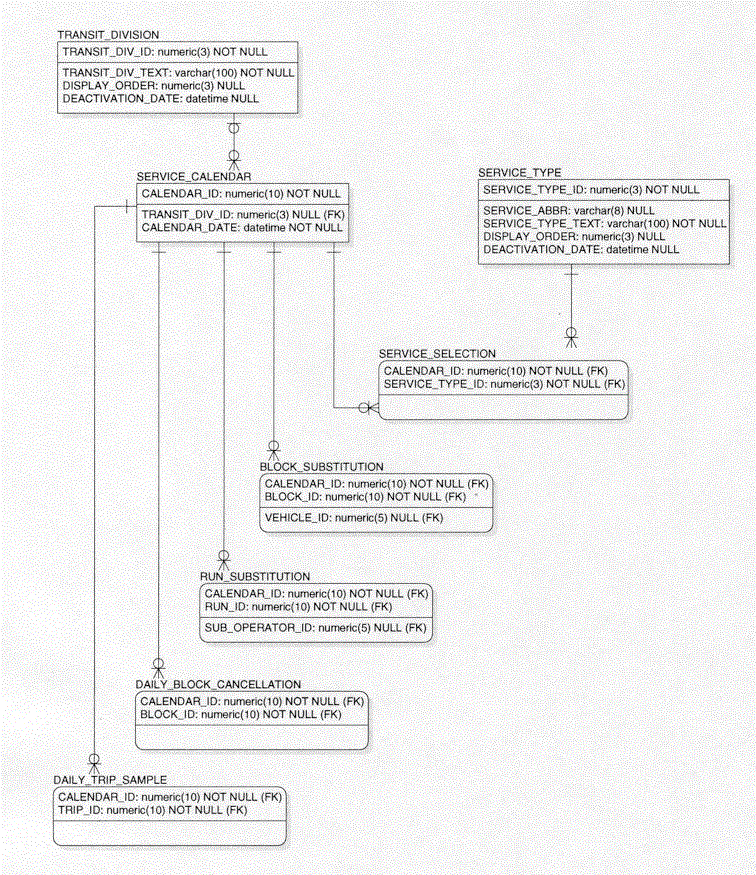 TRANSIT_DIVISION
TRANSIT_DIV_ID: numeric(3) NOT NULL
TRANSIT_DIV_TEXT: varchar(100) NOT NULL
DISPLAY_ORDER: numeric(3) NULL
DEACTIVATION_DATE: datetime NULL
SERVICE_CALENDAR
CALENDAR_ID: numeric(10) NOT NULL
TRANSIT_DIV_ID: numeric(3) NULL (FK)
CALENDAR_DATE: datetime NOT NULL
SERVICE_TYPE
SERVICE_TYPE_ID: numeric(3) NOT NULL
SERVICE_ABBR: varchar(8) NULL
SERVICE_TYPE_TEXT: varchar(100) NOT NULL
DISPLAY_ORDER: numeric(3) NULL
DEACTIVATION_DATE: datetime NULL
SERVICE_SELECTION
CALENDAR_ID: numeric(10) NOT NULL (FK)
SERVICE_TYPE_ID: numeric(3) NOT NULL (FK)
BLOCK_SUBSTITUTION
CALENDAR_ID: numeric(10) NOT NULL (FK)
BLOCK_ID: numeric(10) NOT NULL (FK)
VEHICLE_ID: numeric(5) NULL (FK)
RUN_SUBSTITUTION
CALENDAR_ID: numeric(10) NOT NULL (FK)
RUN_ID: numeric(10) NOT NULL (FK)
SUB_OPERATOR_ID: numeric(5) NULL (FK)
DAILY_BLOCK_CANCELLATION
CALENDAR_ID: numeric(10) NOT NULL (FK)
BLOCK_ID: numeric(10) NOT NULL (FK)
DAILY_TRIP_SAMPLE
CALENDAR_ID: numeric(10) NOT NULL (FK)
TRIP_ID: numeric(10) NOT NULL (FK)